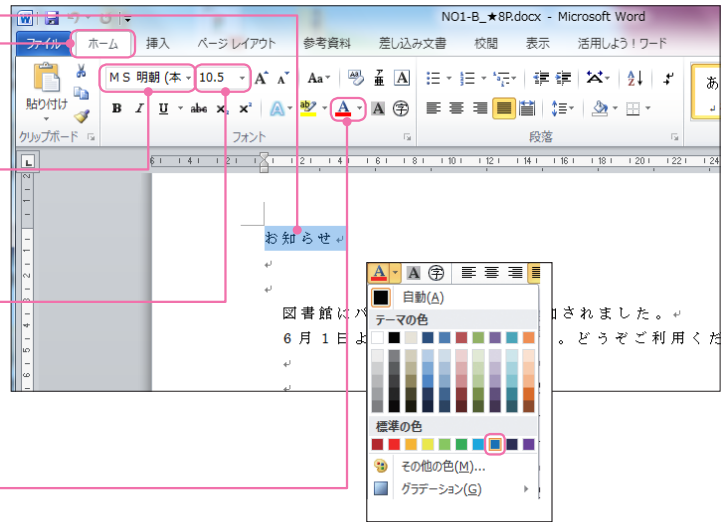 NO1-B_★8P.docx - Microsoft Word
ファイル ホーム 挿入 ページ レイアウト 参考資料 差し込み文書 校閲 表示 活用しよう!ワード
貼り付け
ＭＳ 明朝 (本 10.5
クリップボード フォント 段落
お知らせ
図書館にパ
加されました。
6月1日よ
。どうぞご利用くだ
自動(A)
テーマの色
標準の色
その他の色(M)...
グラデーション(G)